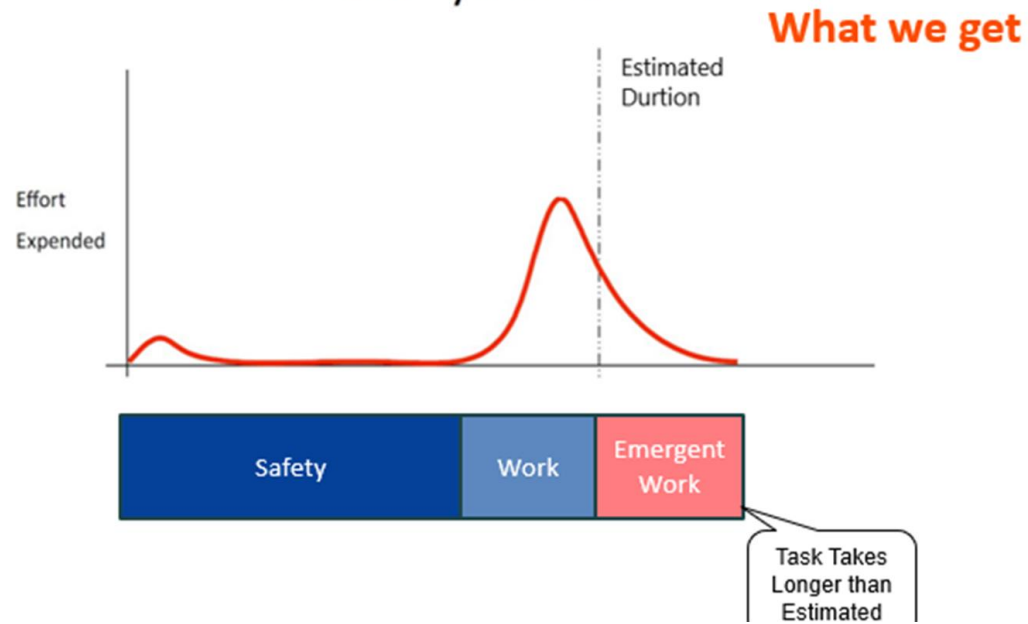 What we get
Estimated
Durtion
Effort
Expended
Safety
Work
Emergent
Work
Task Takes
Longer than
Estimated